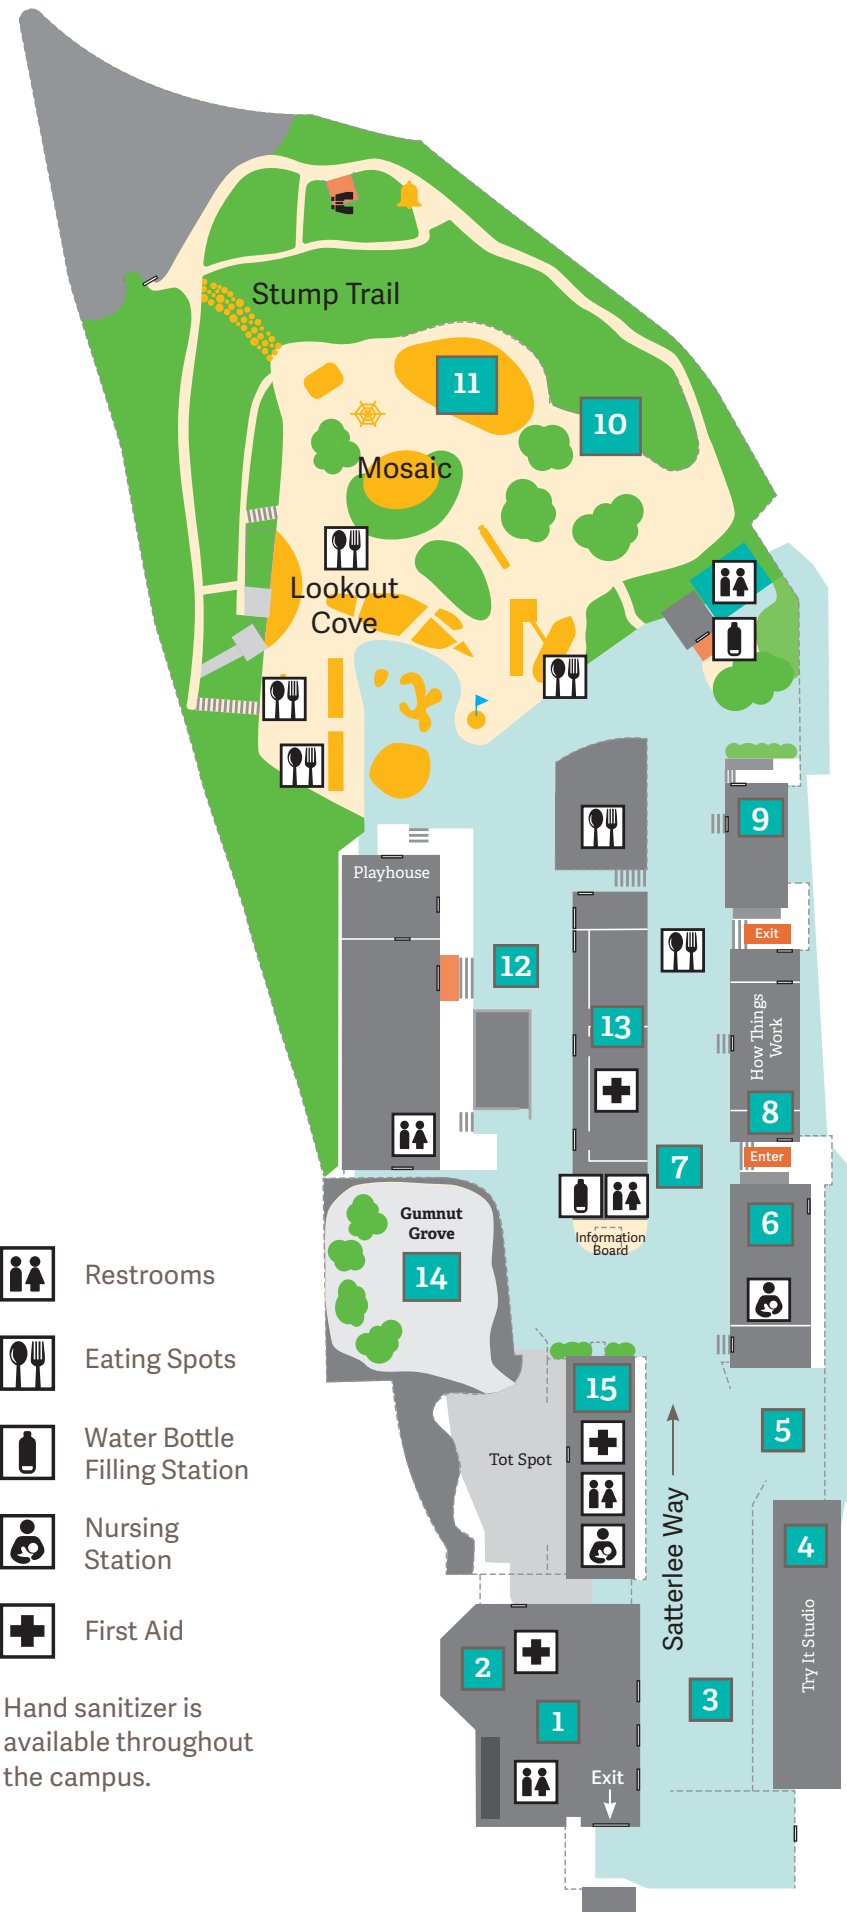 Stump Trail
11
10
Mosaic
Lookout
Cove
9
Playhouse
Exit
12
How Things
Work
13
8
Enter
7
6
Information
Board
Gumnut
Grove
14
15
5
Tot Spot
Satterlee Way
4
Try It Studio
2
3
1
Exit
Restrooms
Eating Spots
Water Bottle
Filling Station
Nursing
Station
First Aid
Hand sanitizer is
available throughout
the campus.